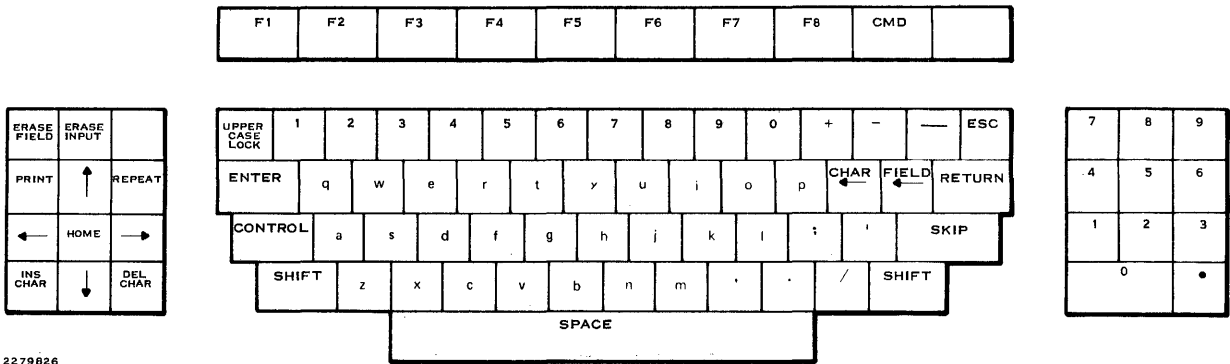 F1 F2 F3 F4 F5 F6 F7 F8 CMD
ERASE FIELD ERASE INPUT
PRINT ↑ REPEAT
← HOME →
INS CHAR ↓ DEL CHAR
UPPER CASE LOCK 1 2 3 4 5 6 7 8 9 0 + - — ESC
ENTER q w e r t y u i o p CHAR ← FIELD ← RETURN
CONTROL a s d f g h j k l ; ' SKIP
SHIFT z x c v b n m , . / SHIFT
SPACE
7 8 9
4 5 6
1 2 3
0 •
2279826